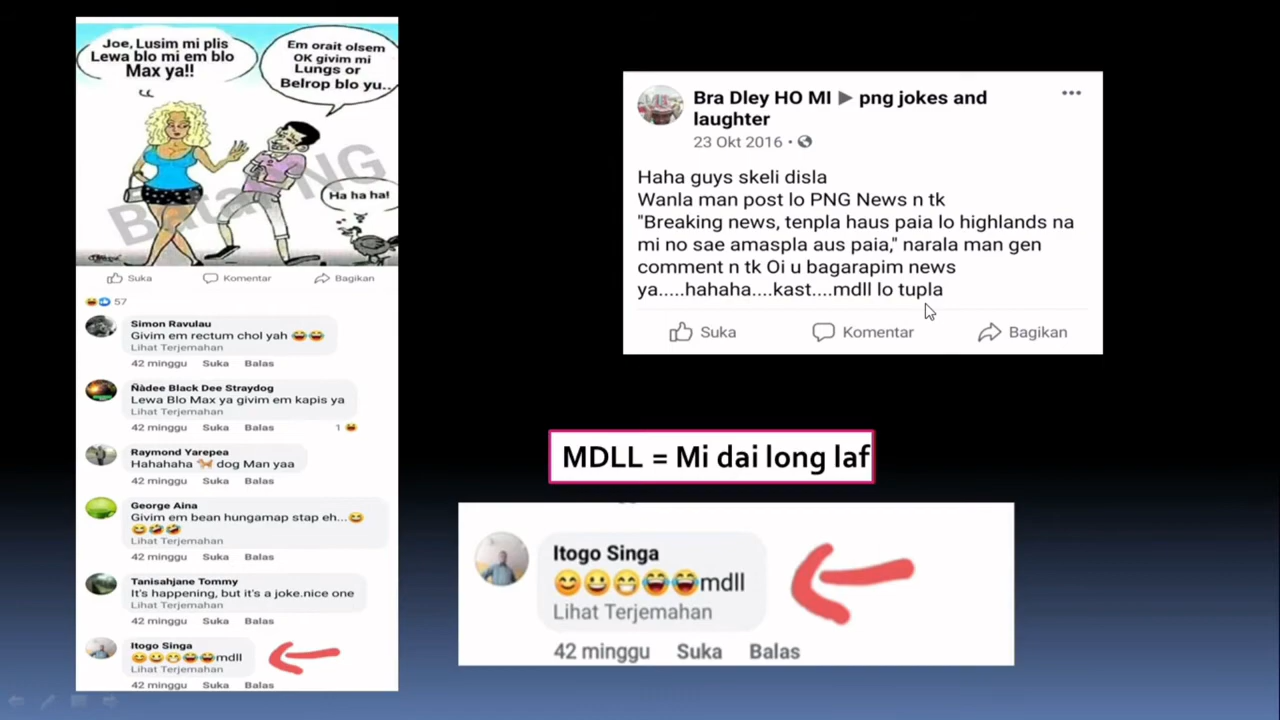 Joe, Lusim mi plis
Lewa blo mi em blo
Max ya!!
Em orait olsem
OK givim mi
Lungs or
Belrop blo yu..
Ha ha ha!
Suka
Komentar
Bagikan
57
Simon Ravulau
Givim em rectum chol yah 😂😂
Lihat Terjemahan
42 minggu Suka Balas
Ñàdee Black Dee Straydog
Lewa Blo Max ya givim em kapis ya
Lihat Terjemahan
42 minggu Suka Balas 1
Raymond Yarepea
Hahahaha 🐕 dog Man yaa
42 minggu Suka Balas
George Aina
Givim em bean hungamap stap eh...😂
😂🤣🤣
Lihat Terjemahan
42 minggu Suka Balas
Tanisahjane Tommy
It's happening, but it's a joke.nice one
Lihat Terjemahan
42 minggu Suka Balas
Itogo Singa
😊😀😁😂😂mdll
Lihat Terjemahan
42 minggu Suka Balas
Bra Dley HO MI ▶ png jokes and
laughter
23 Okt 2016
Haha guys skeli disla
Wanla man post lo PNG News n tk
"Breaking news, tenpla haus paia lo highlands na
mi no sae amaspla aus paia," narala man gen
comment n tk Oi u bagarapim news
ya.....hahaha....kast....mdll lo tupla
Suka Komentar Bagikan
MDLL = Mi dai long laf
Itogo Singa
😊😀😁😂😂mdll
Lihat Terjemahan
42 minggu Suka Balas